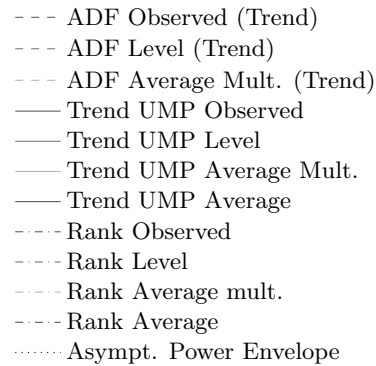 ADF Observed (Trend)
ADF Level (Trend)
ADF Average Mult. (Trend)
Trend UMP Observed
Trend UMP Level
Trend UMP Average Mult.
Trend UMP Average
Rank Observed
Rank Level
Rank Average mult.
Rank Average
Asympt. Power Envelope